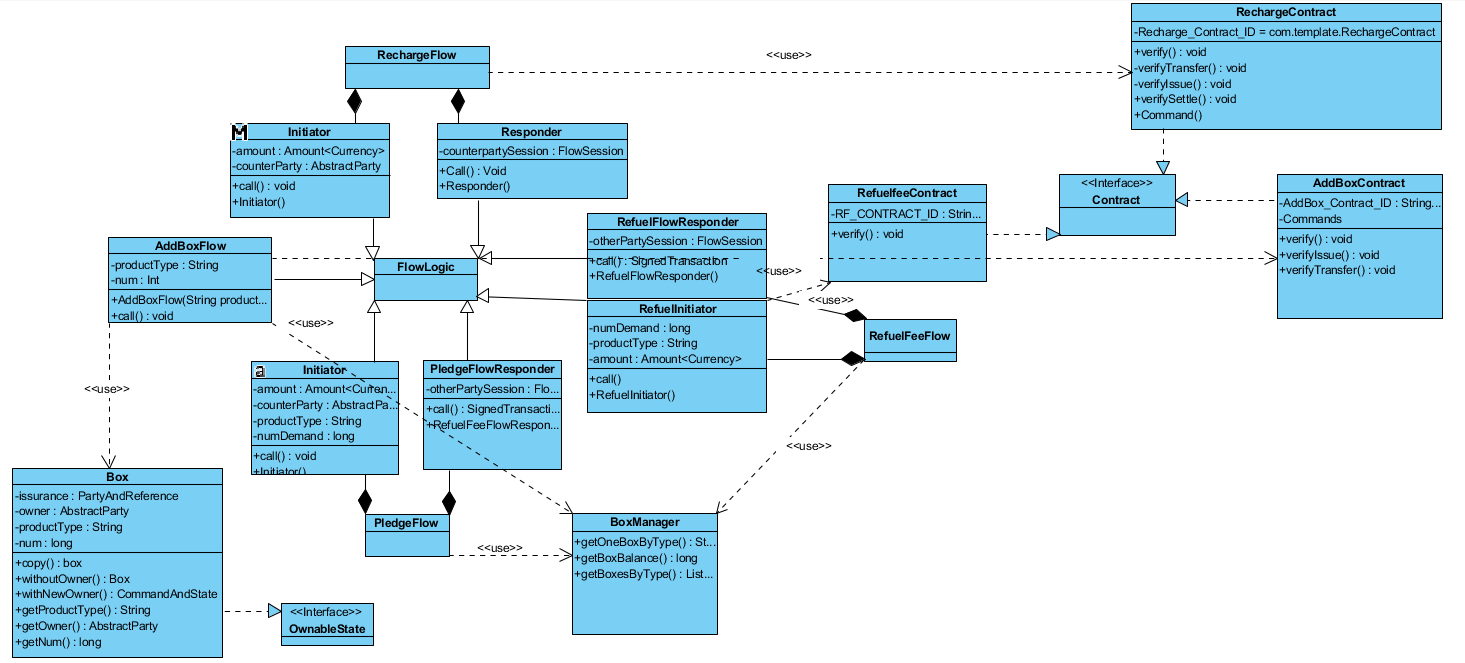 RechargeContract
-Recharge_Contract_ID = com.template.RechargeContract
+verify() : void
-verifyTransfer() : void
-verifyIssue() : void
+verifySettle() : void
+Command()
RechargeFlow
<<use>>
M
Initiator
-amount : Amount<Currency>
-counterParty : AbstractParty
+call() : void
+Initiator()
Responder
-counterpartySession : FlowSession
+Call() : Void
+Responder()
<<Interface>>
Contract
AddBoxContract
-AddBox_Contract_ID : String...
-Commands
+verify() : void
+verifyIssue() : void
+verifyTransfer() : void
RefuelfeeContract
-RF_CONTRACT_ID : Strin...
+verify() : void
RefuelFlowResponder
-otherPartySession : FlowSession
+call() : SignedTransaction
+RefuelFlowResponder()
<<use>>
AddBoxFlow
-productType : String
-num : Int
+AddBoxFlow(String product...
+call() : void
FlowLogic
<<use>>
RefuelInitiator
-numDemand : long
-productType : String
-amount : Amount<Currency>
+call()
+RefuelInitiator()
RefuelFeeFlow
<<use>>
<<use>>
a
Initiator
-amount : Amount<Curren...
-counterParty : AbstractPa...
-productType : String
-numDemand : long
+call() : void
+Initiator()
PledgeFlowResponder
-otherPartySession : Flo...
+call() : SignedTransacti...
+RefuelFeeFlowRespon...
<<use>>
Box
-issurance : PartyAndReference
-owner : AbstractParty
-productType : String
-num : long
+copy() : box
+withoutOwner() : Box
+withNewOwner() : CommandAndState
+getProductType() : String
+getOwner() : AbstractParty
+getNum() : long
PledgeFlow
<<use>>
BoxManager
+getOneBoxByType() : St...
+getBoxBalance() : long
+getBoxesByType() : List...
<<Interface>>
OwnableState